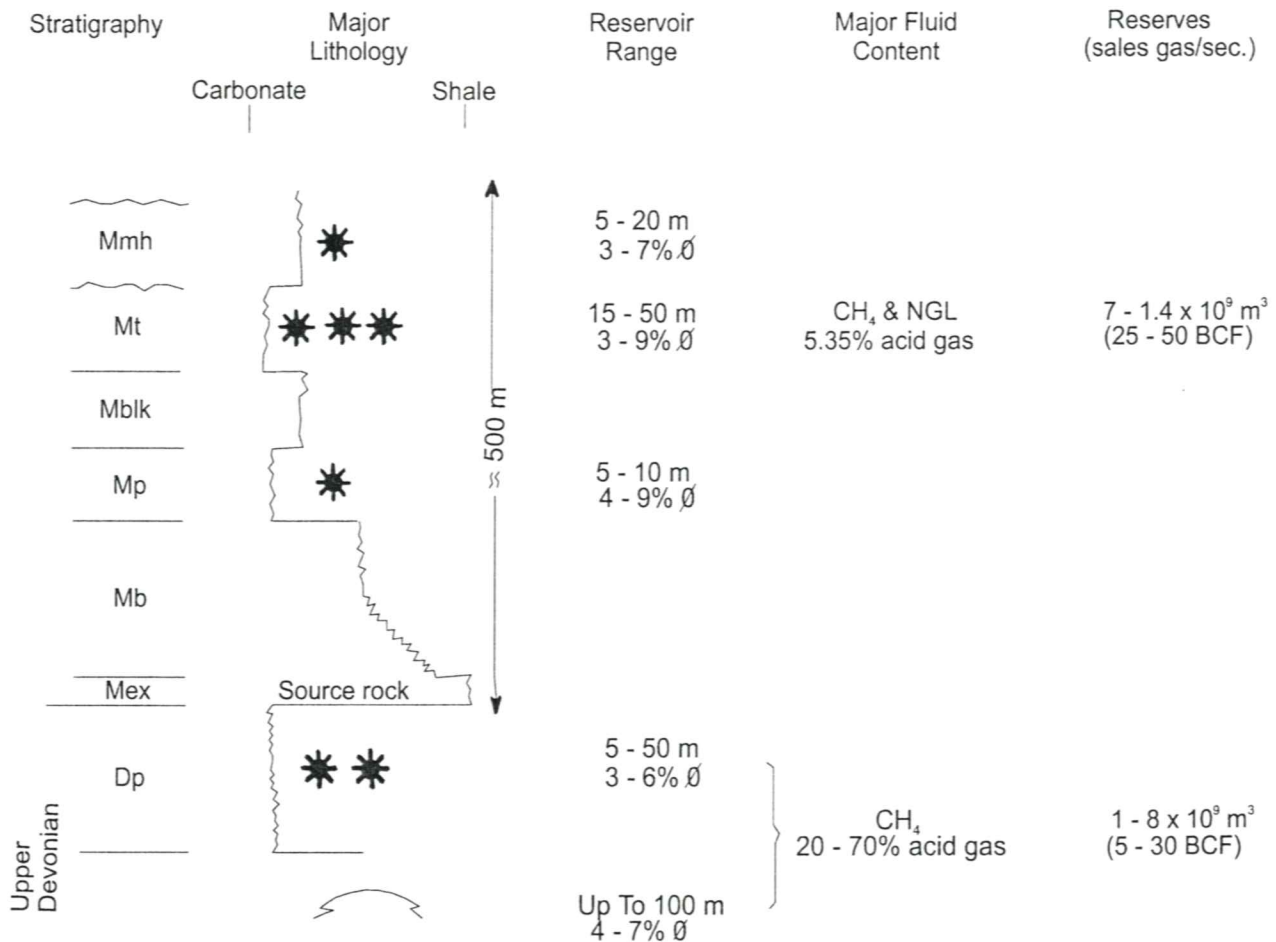 Stratigraphy
Major
Lithology
Reservoir
Range
Major Fluid
Content
Reserves
(sales gas/sec.)
Carbonate
Shale
Mmh
5 - 20 m
3 - 7% Ø
Mt
15 - 50 m
3 - 9% Ø
CH₄ & NGL
5.35% acid gas
7 - 1.4 x 10⁹ m³
(25 - 50 BCF)
Mblk
≈ 500 m
Mp
5 - 10 m
4 - 9% Ø
Mb
Mex
Source rock
Dp
5 - 50 m
3 - 6% Ø
CH₄
20 - 70% acid gas
1 - 8 x 10⁹ m³
(5 - 30 BCF)
Upper
Devonian
Up To 100 m
4 - 7% Ø